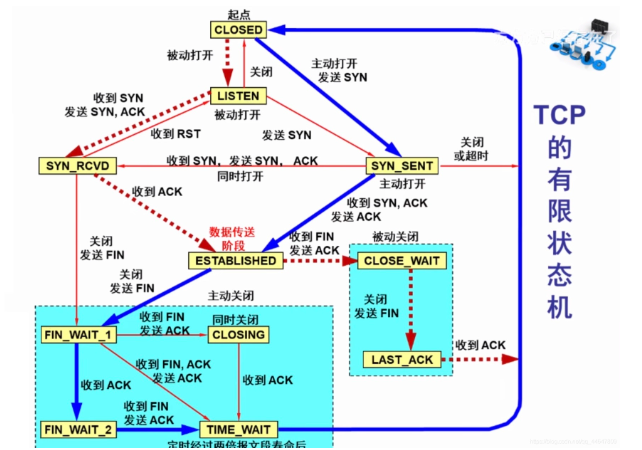 起点
CLOSED
被动打开
关闭
主动打开
发送 SYN
LISTEN
被动打开
收到 SYN
发送 SYN, ACK
收到 RST
发送 SYN
SYN_RCVD
收到 SYN，发送 SYN， ACK
同时打开
SYN_SENT
主动打开
关闭
或超时
收到 ACK
收到 SYN, ACK
发送 ACK
数据传送
阶段
ESTABLISHED
收到 FIN
发送 ACK
被动关闭
CLOSE_WAIT
关闭
发送 FIN
关闭
发送 FIN
关闭
发送 FIN
LAST_ACK
收到 ACK
主动关闭
FIN_WAIT_1
收到 FIN
发送 ACK
同时关闭
CLOSING
收到 FIN, ACK
发送 ACK
收到 ACK
收到 ACK
FIN_WAIT_2
收到 FIN
发送 ACK
TIME_WAIT
定时经过两倍报文段寿命后
TCP
的
有
限
状
态
机